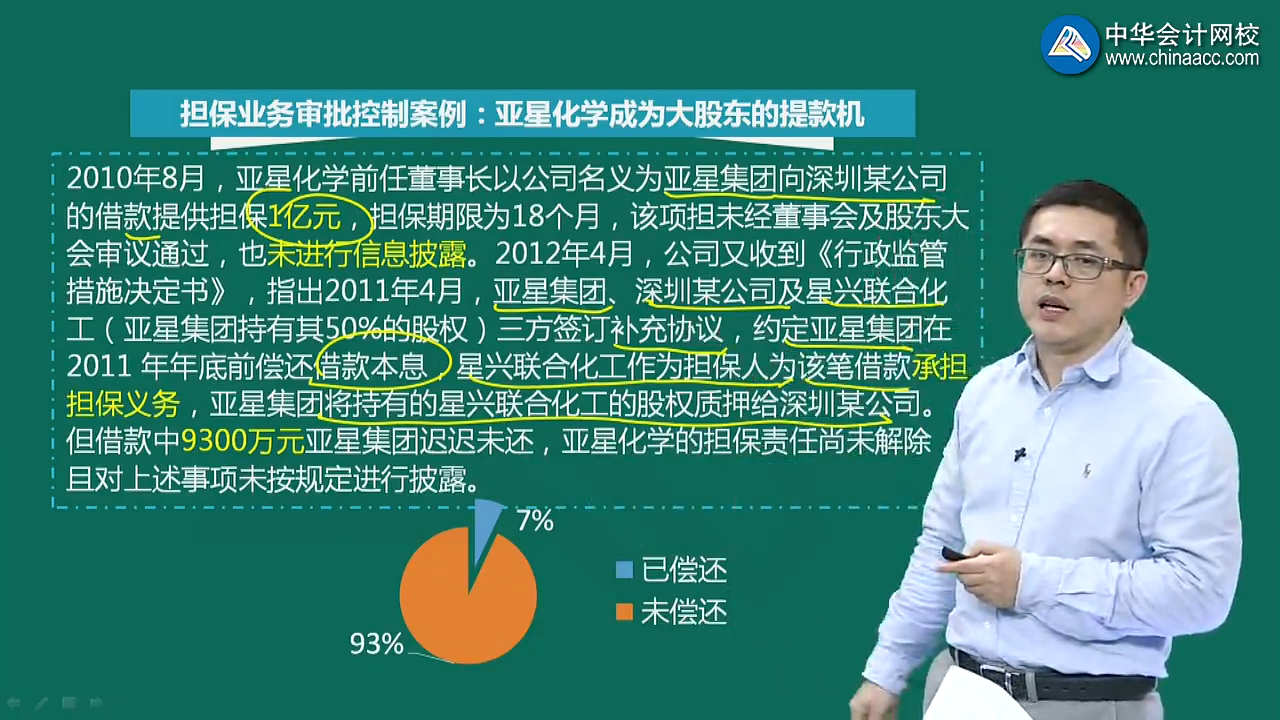 中华会计网校
www.chinaacc.com
担保业务审批控制案例：亚星化学成为大股东的提款机
2010年8月，亚星化学前任董事长以公司名义为亚星集团向深圳某公司
的借款提供担保1亿元，担保期限为18个月，该项担未经董事会及股东大
会审议通过，也未进行信息披露。2012年4月，公司又收到《行政监管
措施决定书》，指出2011年4月，亚星集团、深圳某公司及星兴联合化
工（亚星集团持有其50%的股权）三方签订补充协议，约定亚星集团在
2011 年年底前偿还借款本息，星兴联合化工作为担保人为该笔借款承担
担保义务，亚星集团将持有的星兴联合化工的股权质押给深圳某公司。
但借款中9300万元亚星集团迟迟未还，亚星化学的担保责任尚未解除
且对上述事项未按规定进行披露。
7%
已偿还
未偿还
93%